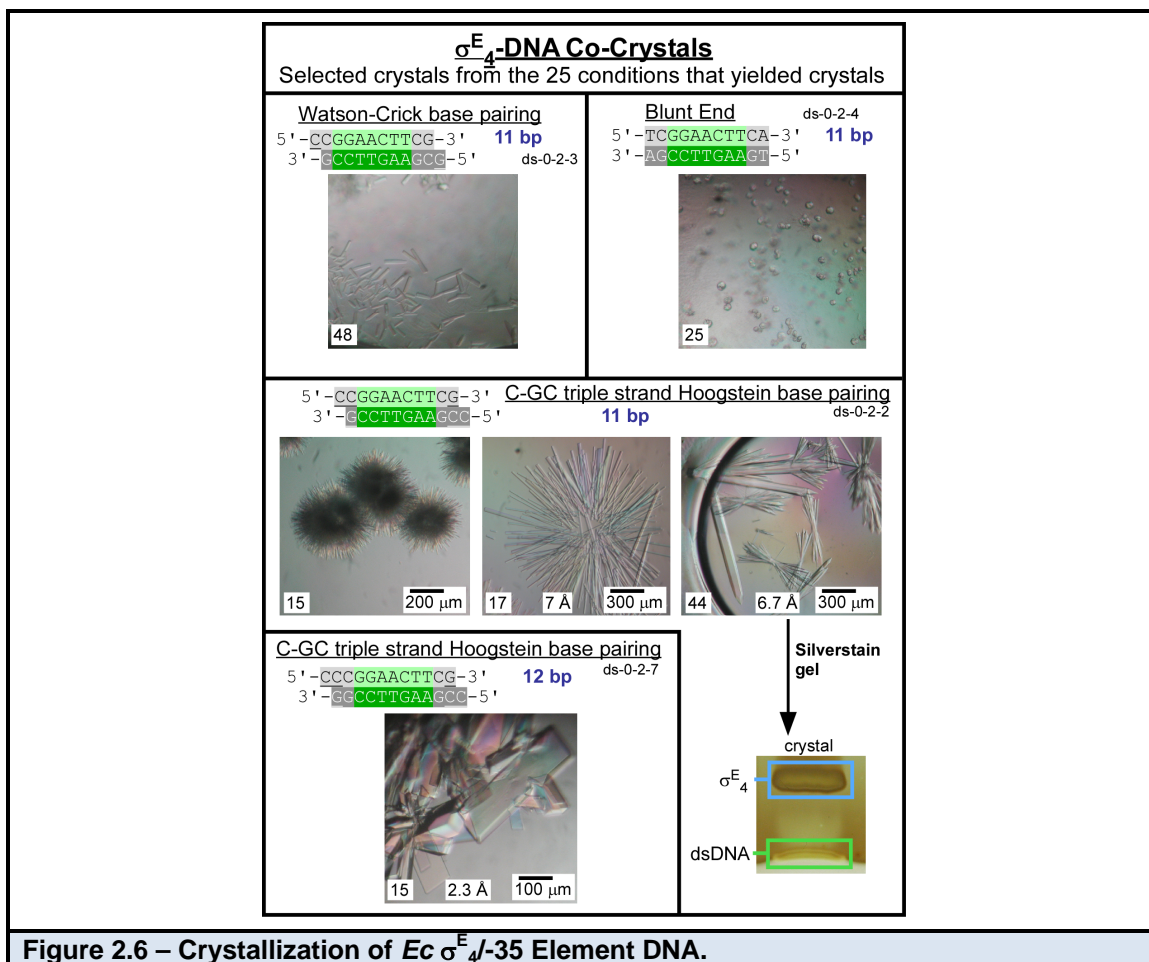 σE4-DNA Co-Crystals
Selected crystals from the 25 conditions that yielded crystals
Watson-Crick base pairing
5'-CCGGAACTTCG-3' 11 bp
3'-GCCTTGAAGCG-5' ds-0-2-3
48
Blunt End ds-0-2-4
5'-TCGGAACTTCA-3' 11 bp
3'-AGCCTTGAAGT-5'
25
5'-CCGGAACTTCG-3' C-GC triple strand Hoogstein base pairing
3'-GCCTTGAAGCC-5' 11 bp ds-0-2-2
15 200 μm
17 7 Å 300 μm
44 6.7 Å 300 μm
C-GC triple strand Hoogstein base pairing
5'-CCCGGAACTTCG-3' 12 bp ds-0-2-7
3'-GGCCTTGAAGCC-5'
15 2.3 Å 100 μm
Silverstain
gel
crystal
σE4
dsDNA
Figure 2.6 – Crystallization of Ec σE4/-35 Element DNA.